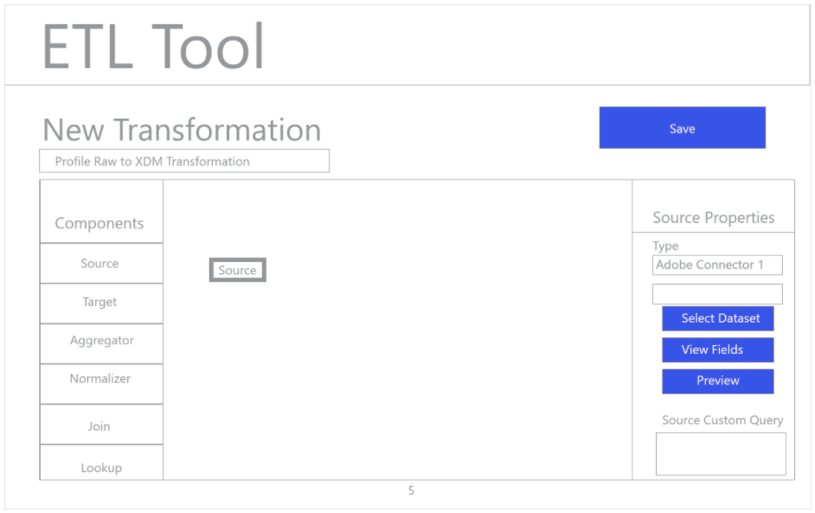 ETL Tool
New Transformation
Save
Profile Raw to XDM Transformation
Components
Source
Target
Aggregator
Normalizer
Join
Lookup
Source
Source Properties
Type
Adobe Connector 1
Select Dataset
View Fields
Preview
Source Custom Query
5